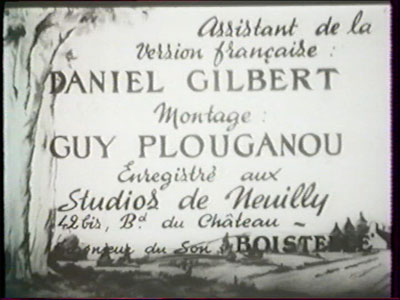 Assistant de la
Version française :
DANIEL GILBERT
Montage :
GUY PLOUGANOU
Enregistré aux
Studios de Neuilly
42 bis, Bd du Château –
du Son : BOISTELLE